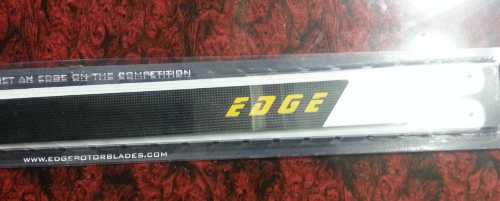 AN EDGE ON THE COMPETITION
EDGE
WWW.EDGEROTORBLADES.COM